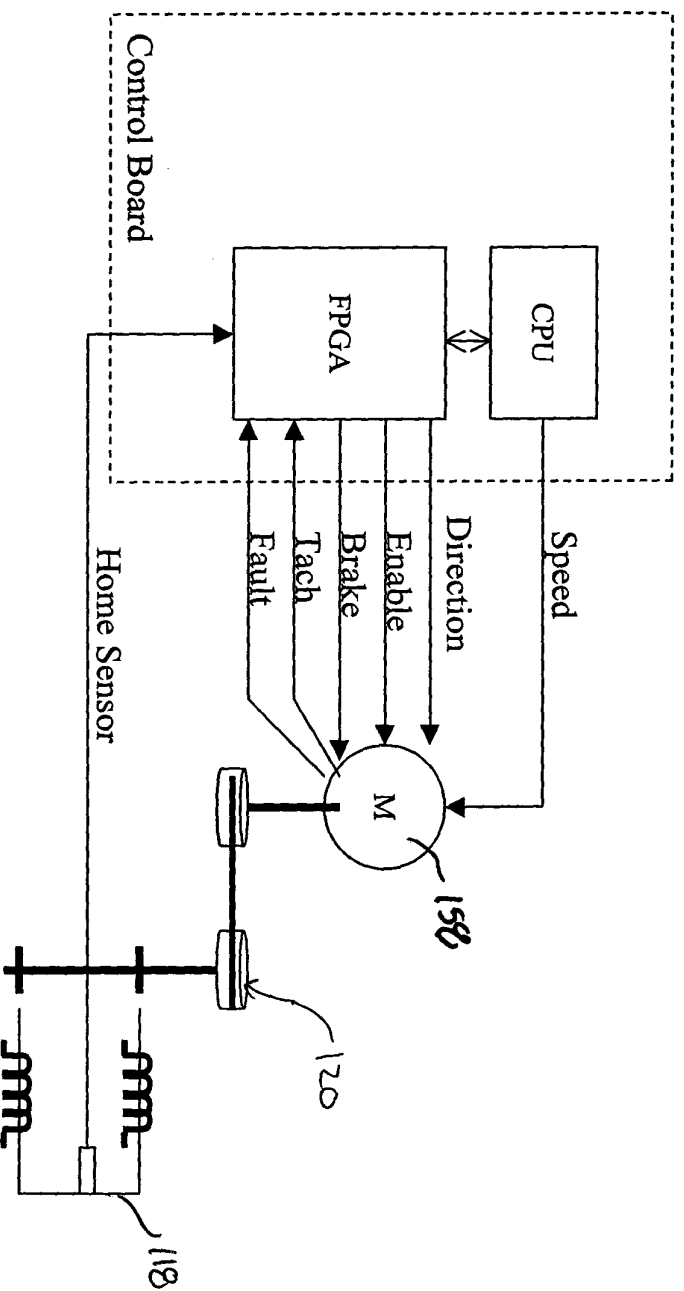 Speed
CPU
Direction
158
Enable
M
Brake
FPGA
120
Tach
Fault
118
Control Board
Home Sensor